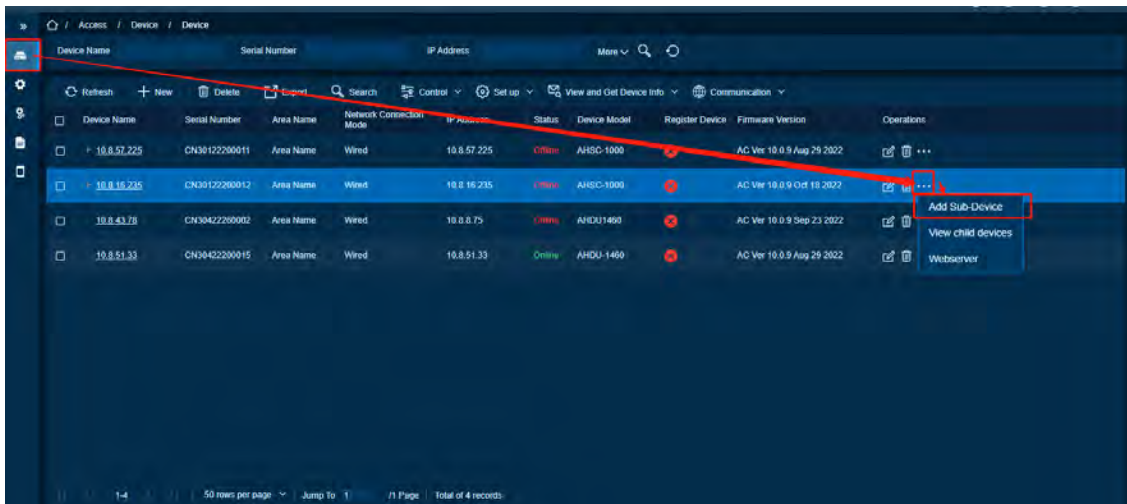 / Access / Device / Device
Device Name Serial Number IP Address More
Refresh + New Delete Export Search Control Set up View and Get Device Info Communication
Device Name Serial Number Area Name Network Connection Mode IP Address Status Device Model Register Device Firmware Version Operations
10.8.57.225 CN30122200011 Area Name Wired 10.8.57.225 Offline AHSC-1000 AC Ver 10.0.9 Aug 29 2022 ...
10.8.16.235 CN30122200012 Area Name Wired 10.8.16.235 Offline AHSC-1000 AC Ver 10.0.9 Oct 18 2022 ...
Add Sub-Device
10.8.43.78 CN30422260002 Area Name Wired 10.8.8.75 Offline AHDU1460 AC Ver 10.0.9 Sep 23 2022
View child devices
10.8.51.33 CN30422200015 Area Name Wired 10.8.51.33 Online AHDU-1460 AC Ver 10.0.9 Aug 29 2022
Webserver
1-4 50 rows per page Jump To 1 /1 Page Total of 4 records